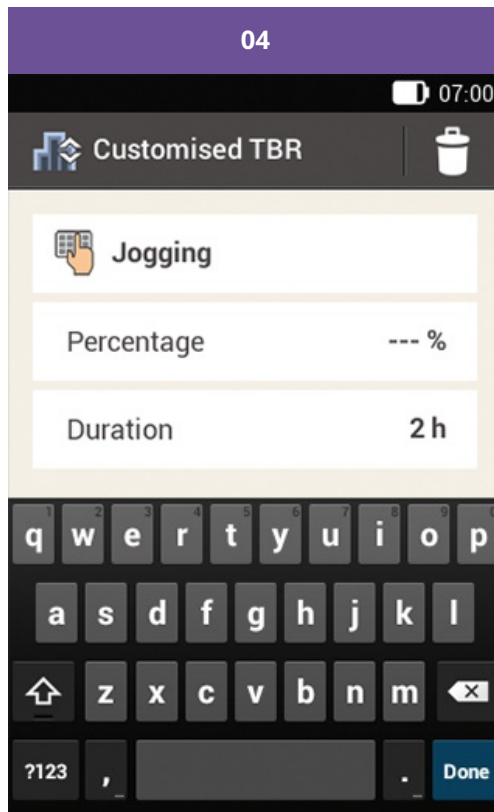 04
07:00
Customised TBR
Jogging
Percentage --- %
Duration 2 h
1 2 3 4 5 6 7 8 9 0
q w e r t y u i o p
a s d f g h j k l
z x c v b n m
?123 , _ . _ Done